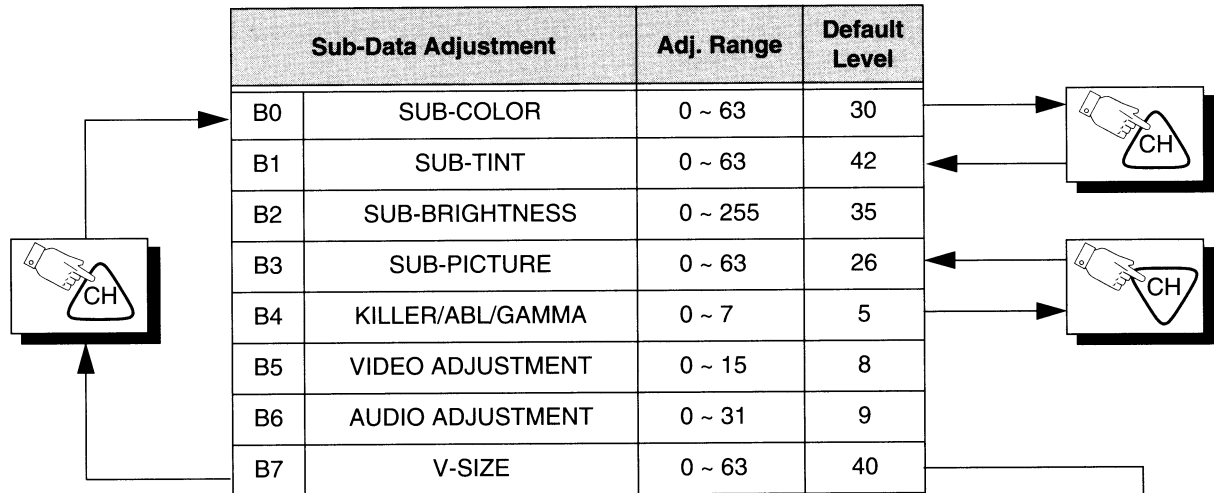 Sub-Data Adjustment Adj. Range Default Level
B0 SUB-COLOR 0 ~ 63 30
CH
B1 SUB-TINT 0 ~ 63 42
B2 SUB-BRIGHTNESS 0 ~ 255 35
B3 SUB-PICTURE 0 ~ 63 26
CH
CH
B4 KILLER/ABL/GAMMA 0 ~ 7 5
B5 VIDEO ADJUSTMENT 0 ~ 15 8
B6 AUDIO ADJUSTMENT 0 ~ 31 9
B7 V-SIZE 0 ~ 63 40